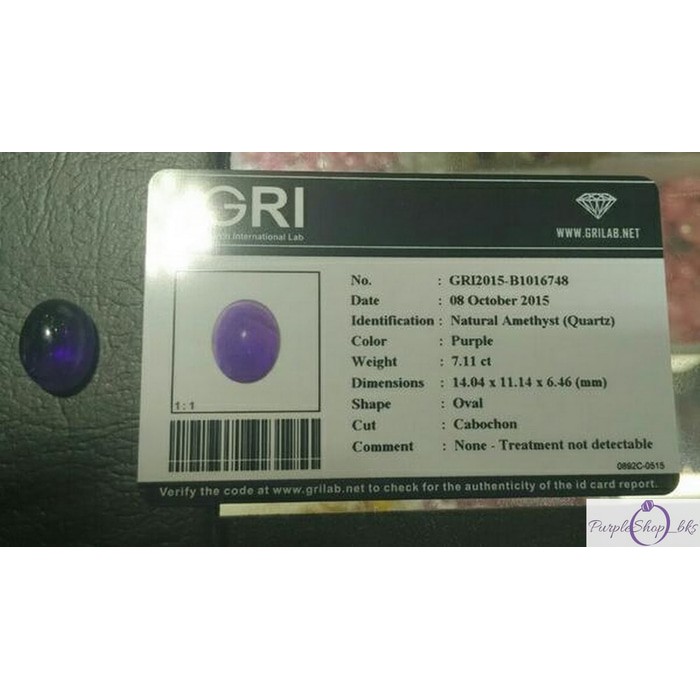 GRI
International Lab
WWW.GRILAB.NET
No. : GRI2015-B1016748
Date : 08 October 2015
Identification : Natural Amethyst (Quartz)
Color : Purple
Weight : 7.11 ct
Dimensions : 14.04 x 11.14 x 6.46 (mm)
Shape : Oval
Cut : Cabochon
Comment : None - Treatment not detectable
1 : 1
0892C-0515
Verify the code at www.grilab.net to check for the authenticity of the id card report.
PurpleShop_bks